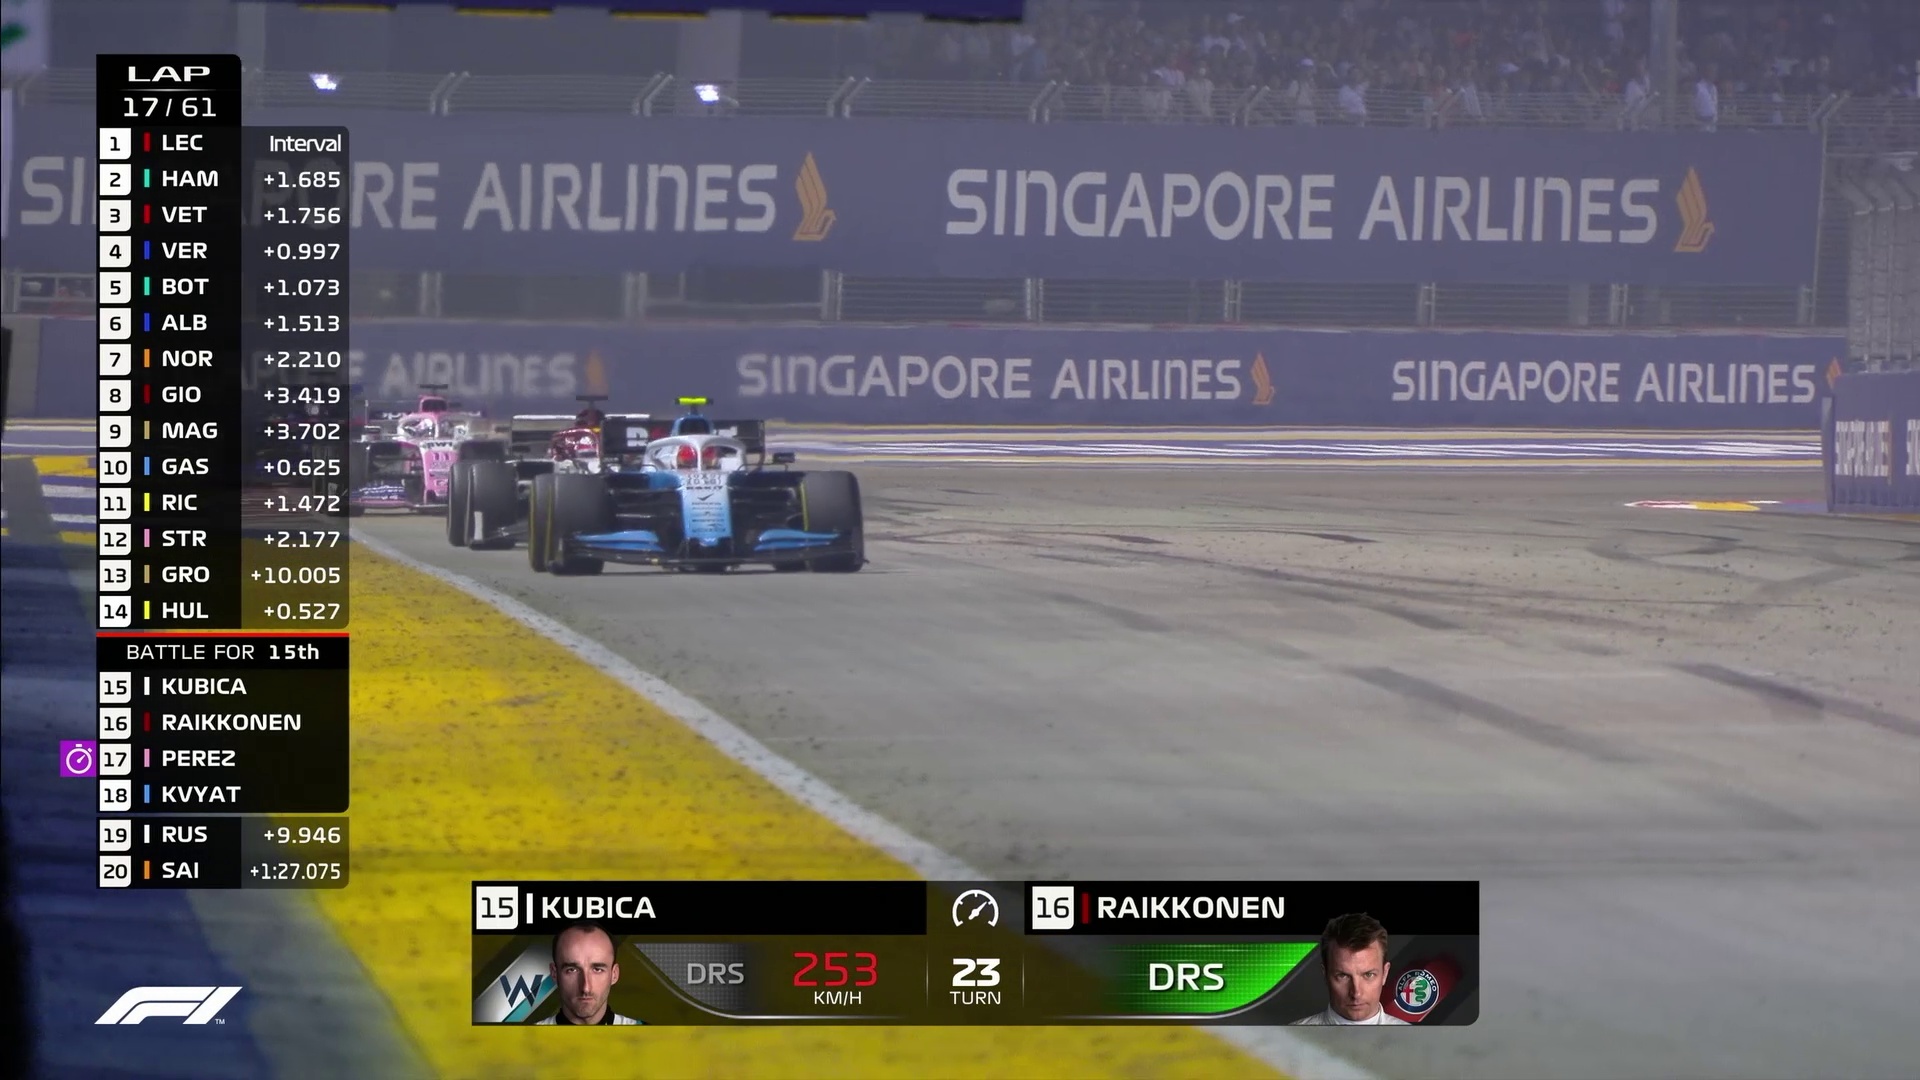 LAP
17/61
1 LEC Interval
2 HAM +1.685
3 VET +1.756
4 VER +0.997
5 BOT +1.073
6 ALB +1.513
7 NOR +2.210
8 GIO +3.419
9 MAG +3.702
10 GAS +0.625
11 RIC +1.472
12 STR +2.177
13 GRO +10.005
14 HUL +0.527
BATTLE FOR 15th
15 KUBICA
16 RAIKKONEN
17 PEREZ
18 KVYAT
19 RUS +9.946
20 SAI +1:27.075
RE AIRLINES
SINGAPORE AIRLINES
AIRLINES
SINGAPORE AIRLINES
SINGAPORE AIRLINES
15 KUBICA
DRS
253
KM/H
23
TURN
16 RAIKKONEN
DRS
F1